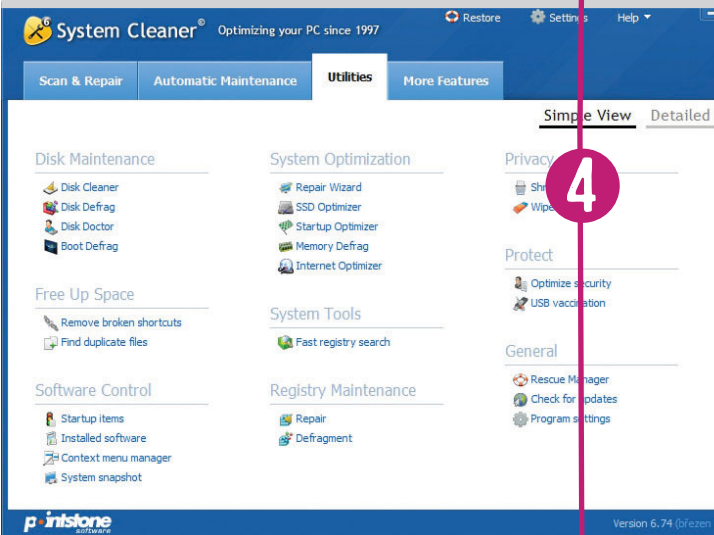 System Cleaner® Optimizing your PC since 1997
Restore Settings Help
Scan & Repair Automatic Maintenance Utilities More Features
Simple View Detailed
Disk Maintenance
Disk Cleaner
Disk Defrag
Disk Doctor
Boot Defrag
Free Up Space
Remove broken shortcuts
Find duplicate files
Software Control
Startup items
Installed software
Context menu manager
System snapshot
System Optimization
Repair Wizard
SSD Optimizer
Startup Optimizer
Memory Defrag
Internet Optimizer
System Tools
Fast registry search
Registry Maintenance
Repair
Defragment
Privacy
4
Protect
Optimize security
USB vaccination
General
Rescue Manager
Check for updates
Program settings
pointstone
software
Version 6.74 (březen